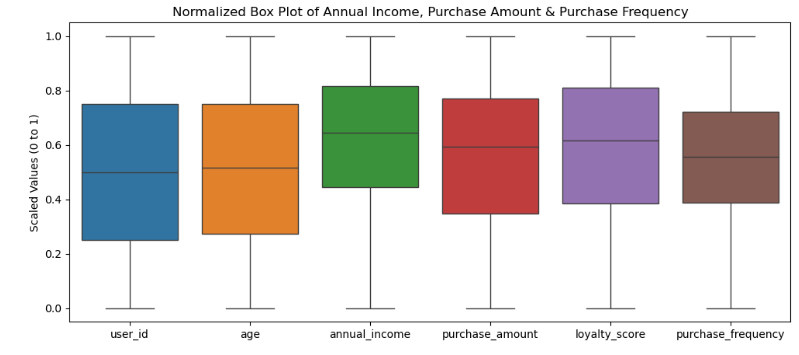 Normalized Box Plot of Annual Income, Purchase Amount & Purchase Frequency
1.0
0.8
0.6
0.4
0.2
0.0
Scaled Values (0 to 1)
user_id age annual_income purchase_amount loyalty_score purchase_frequency